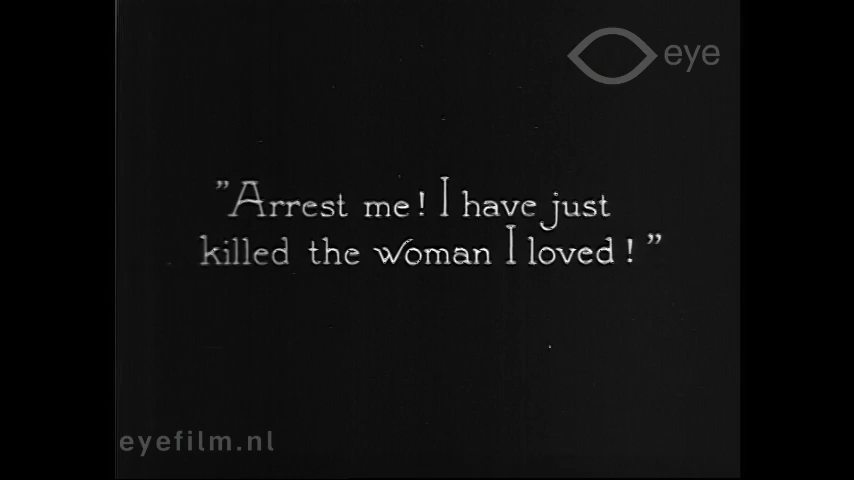 eye
”Arrest me! I have just
killed the woman I loved!”
eyefilm.nl